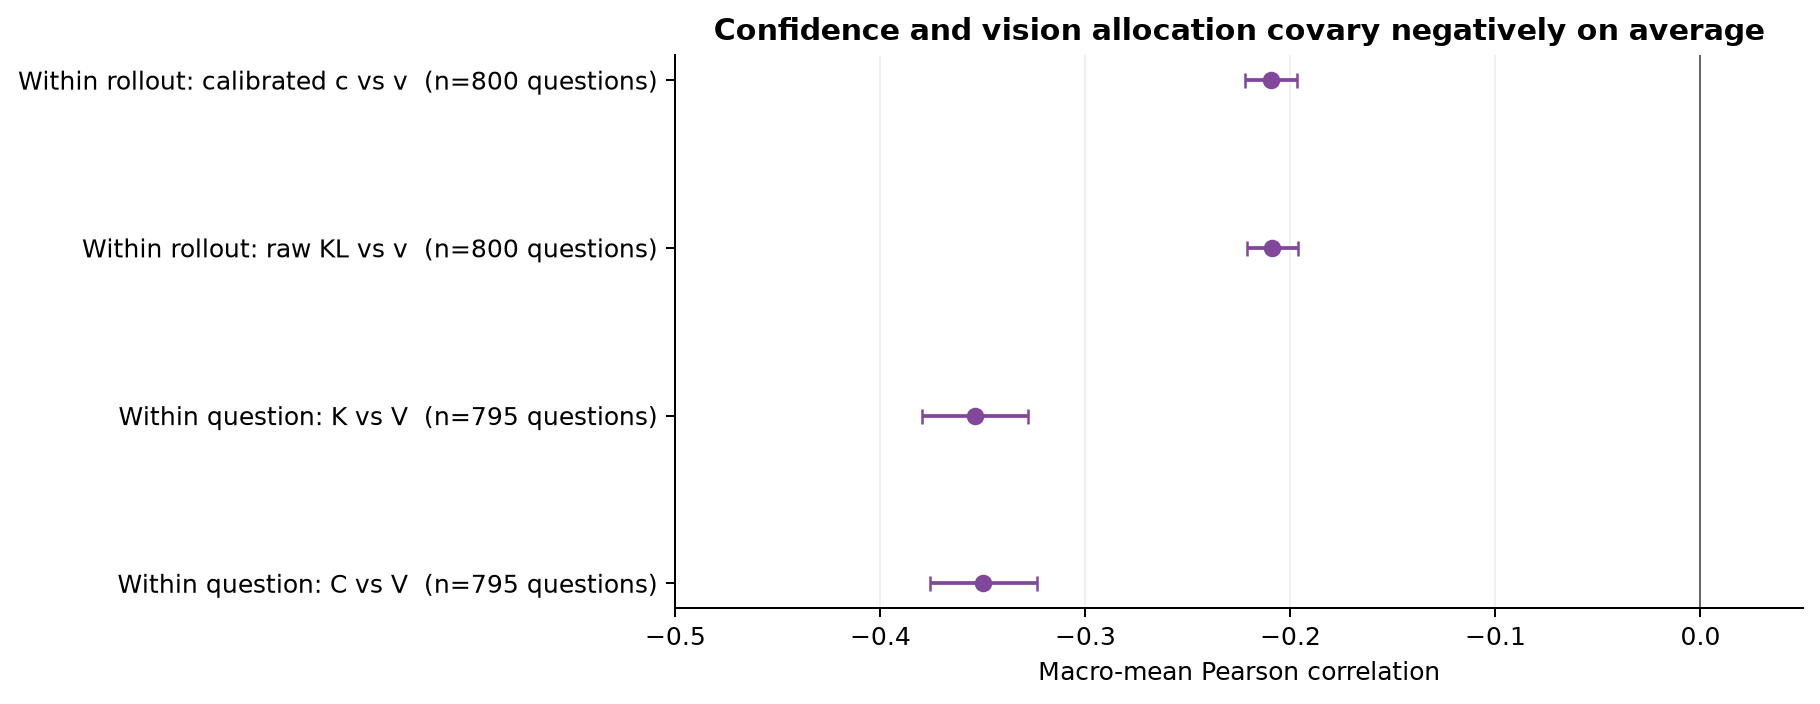 Confidence and vision allocation covary negatively on average
Within rollout: calibrated c vs v  (n=800 questions)
Within rollout: raw KL vs v  (n=800 questions)
Within question: K vs V  (n=795 questions)
Within question: C vs V  (n=795 questions)
−0.5 −0.4 −0.3 −0.2 −0.1 0.0
Macro-mean Pearson correlation